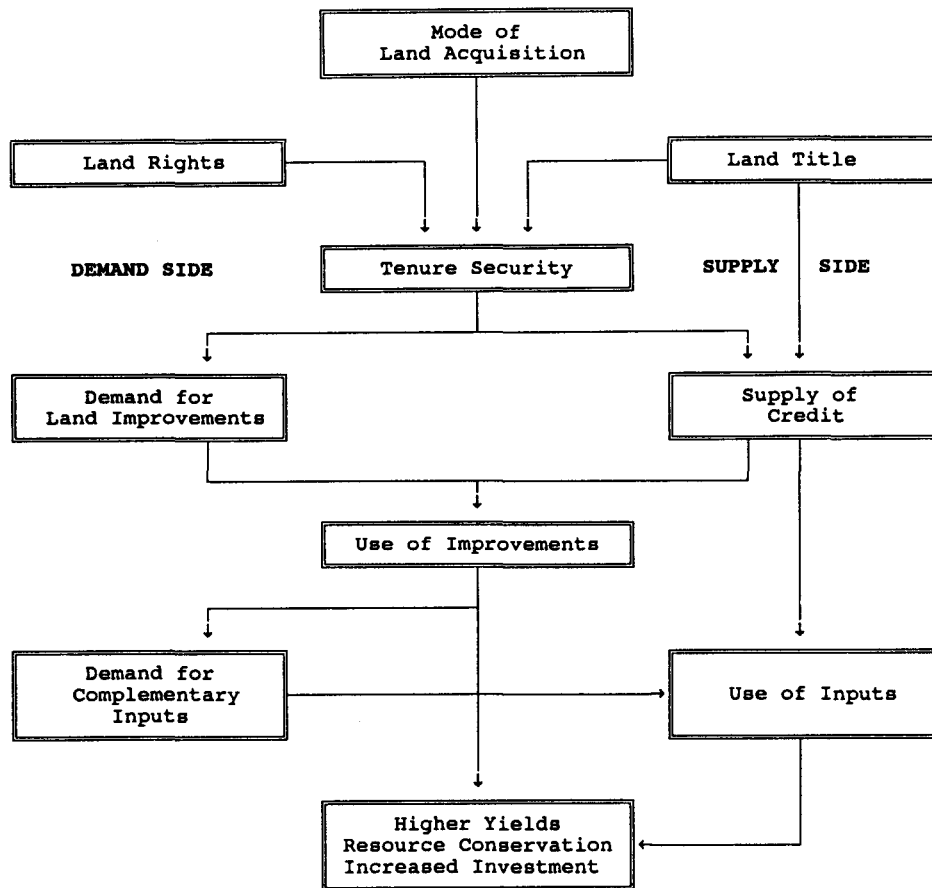 Mode of
Land Acquisition
Land Rights
Land Title
DEMAND SIDE
Tenure Security
SUPPLY SIDE
Demand for
Land Improvements
Supply of
Credit
Use of Improvements
Demand for
Complementary
Inputs
Use of Inputs
Higher Yields
Resource Conservation
Increased Investment